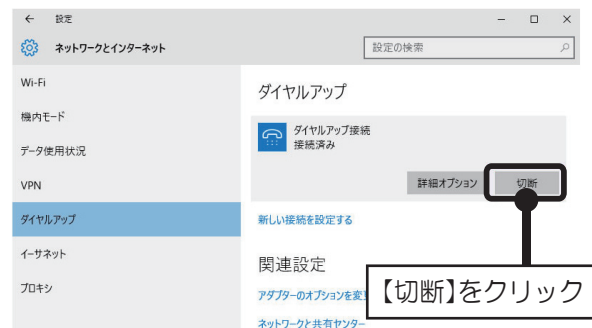 設定
ネットワークとインターネット
設定の検索
Wi-Fi
機内モード
データ使用状況
VPN
ダイヤルアップ
イーサネット
プロキシ
ダイヤルアップ
ダイヤルアップ接続
接続済み
詳細オプション
切断
新しい接続を設定する
関連設定
アダプターのオプションを変
ネットワークと共有センター
【切断】をクリック